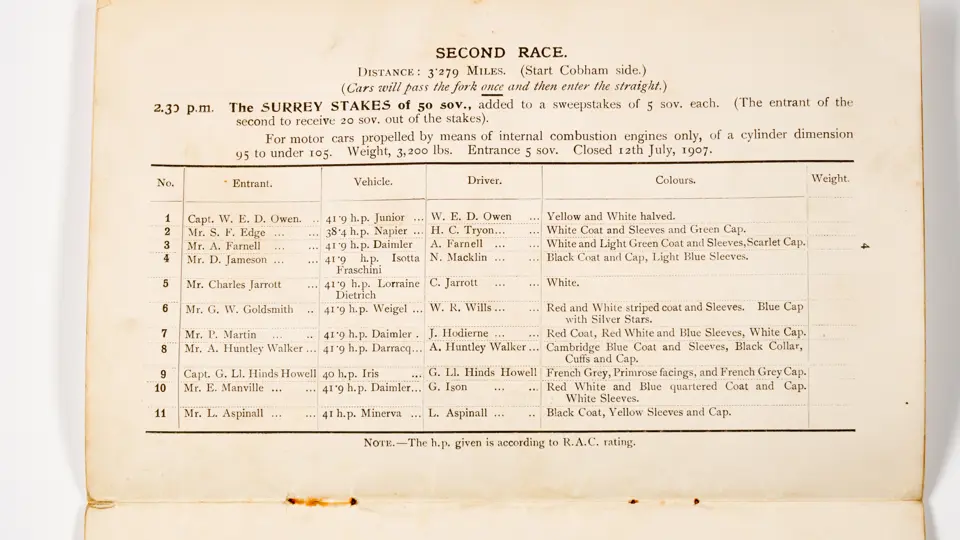 SECOND RACE.
DISTANCE: 3·279 MILES. (Start Cobham side.)
(Cars will pass the fork once and then enter the straight.)
2.30 p.m. The SURREY STAKES of 50 sov., added to a sweepstakes of 5 sov. each. (The entrant of the
second to receive 20 sov. out of the stakes).
For motor cars propelled by means of internal combustion engines only, of a cylinder dimension
95 to under 105. Weight, 3,200 lbs. Entrance 5 sov. Closed 12th July, 1907.
No. Entrant. Vehicle. Driver. Colours. Weight.
1 Capt. W. E. D. Owen. .. 41·9 h.p. Junior ... W. E. D. Owen ... Yellow and White halved.
2 Mr. S. F. Edge ... ... 38·4 h.p. Napier ... H. C. Tryon... ... White Coat and Sleeves and Green Cap.
3 Mr. A. Farnell ... ... 41·9 h.p. Daimler A. Farnell ... ... White and Light Green Coat and Sleeves, Scarlet Cap.
4 Mr. D. Jameson ... ... 41·9 h.p. Isotta N. Macklin ... ... Black Coat and Cap, Light Blue Sleeves.
Fraschini
5 Mr. Charles Jarrott ... 41·9 h.p. Lorraine C. Jarrott ... ... White.
Dietrich
6 Mr. G. W. Goldsmith .. 41·9 h.p. Weigel ... W. R. Wills ... ... Red and White striped coat and Sleeves. Blue Cap
with Silver Stars.
7 Mr. P. Martin ... .. 41·9 h.p. Daimler . J. Hodierne ... ... Red Coat, Red White and Blue Sleeves, White Cap.
8 Mr. A. Huntley Walker ... 41·9 h.p. Darracq... A. Huntley Walker ... Cambridge Blue Coat and Sleeves, Black Collar,
Cuffs and Cap.
9 Capt. G. Ll. Hinds Howell 40 h.p. Iris ... G. Ll. Hinds Howell French Grey, Primrose facings, and French Grey Cap.
10 Mr. E. Manville ... ... 41·9 h.p. Daimler... G. Ison ... ... Red White and Blue quartered Coat and Cap.
White Sleeves.
11 Mr. L. Aspinall ... ... 41 h.p. Minerva ... L. Aspinall ... .. Black Coat, Yellow Sleeves and Cap.
NOTE.—The h.p. given is according to R.A.C. rating.
4